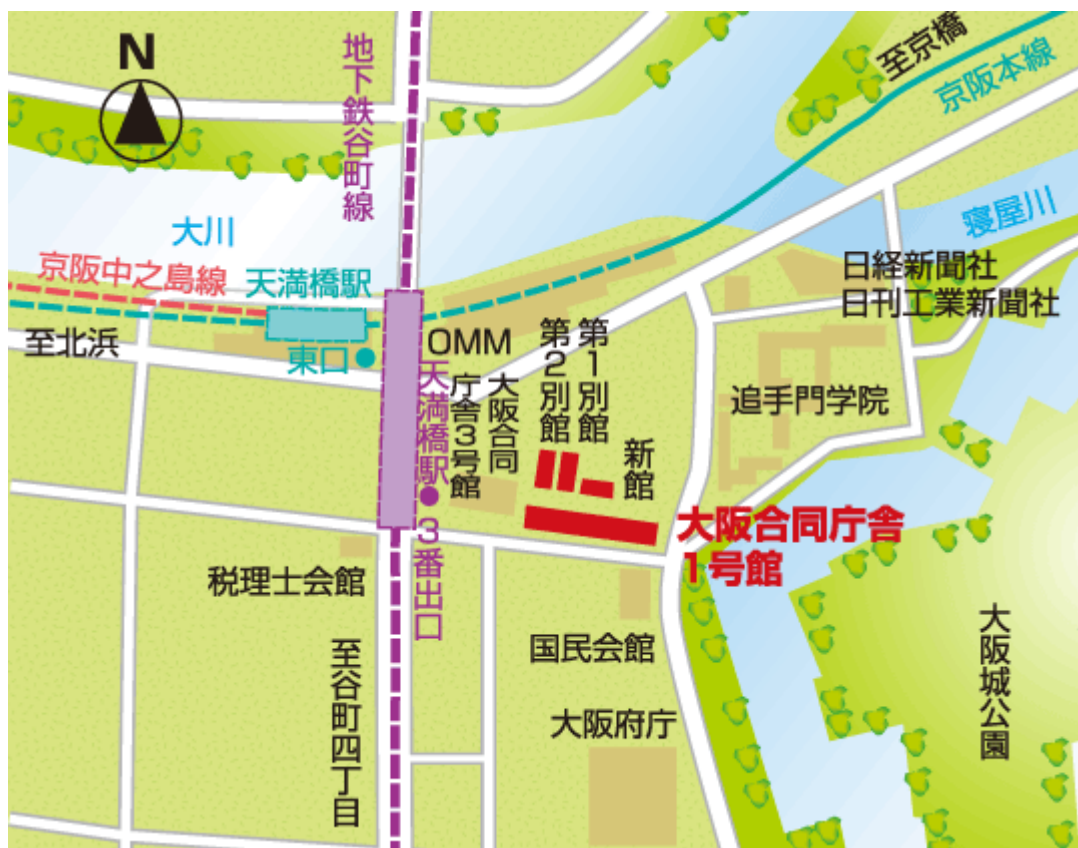 N
地下鉄谷町線
至京橋
京阪本線
大川
寝屋川
京阪中之島線
天満橋駅
日経新聞社
日刊工業新聞社
至北浜
東口
OMM
第1別館
第2別館
大阪合同
庁舎3号館
天満橋駅
新館
追手門学院
大阪合同庁舎
1号館
3番出口
税理士会館
国民会館
大阪府庁
至谷町四丁目
大阪城公園